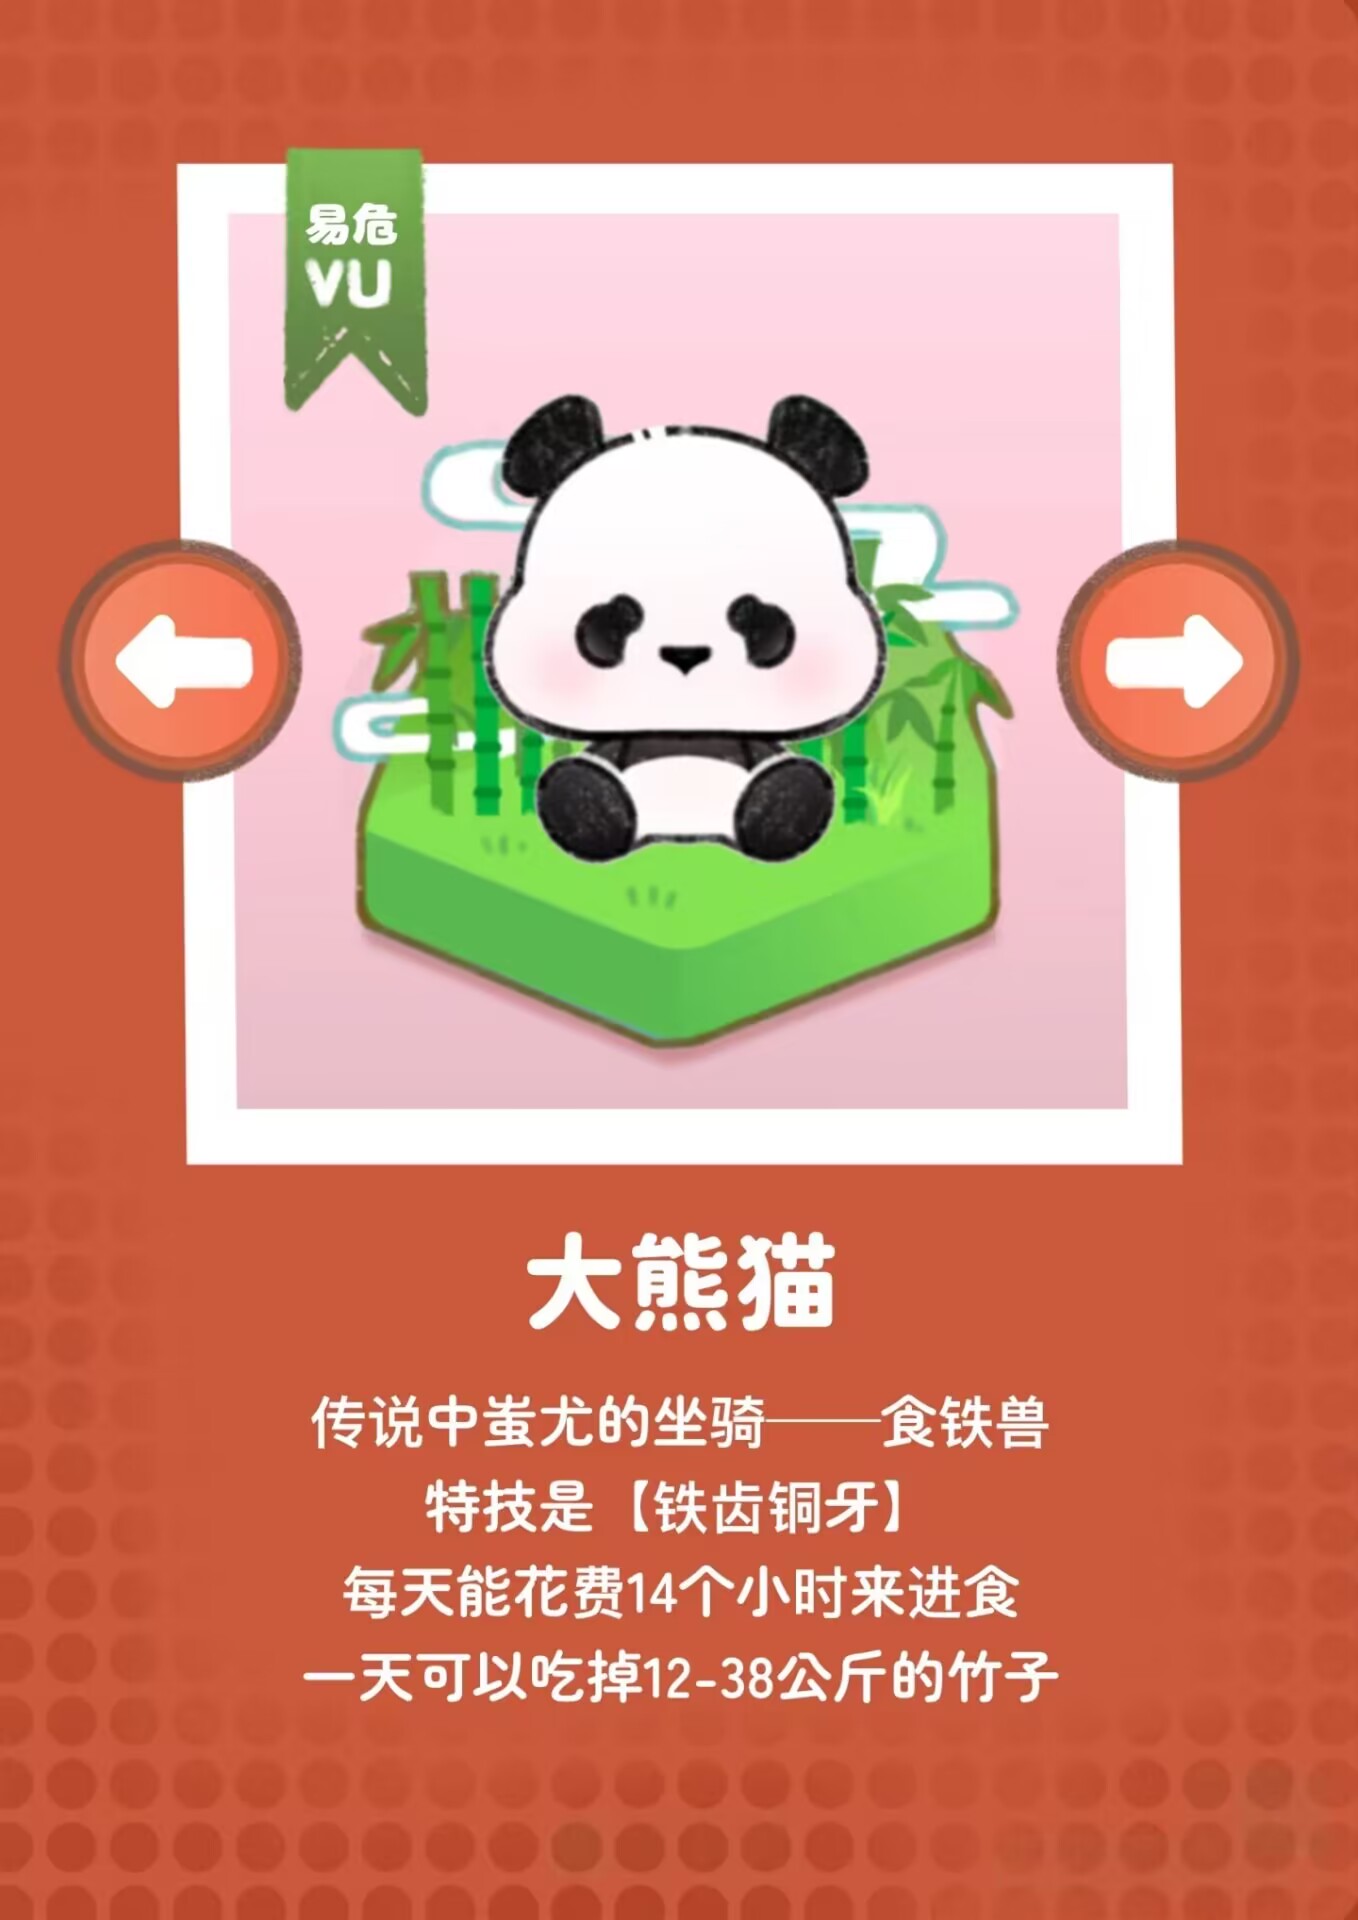 易危
VU
大熊猫
传说中蚩尤的坐骑——食铁兽
特技是【铁齿铜牙】
每天能花费14个小时来进食
一天可以吃掉12-38公斤的竹子